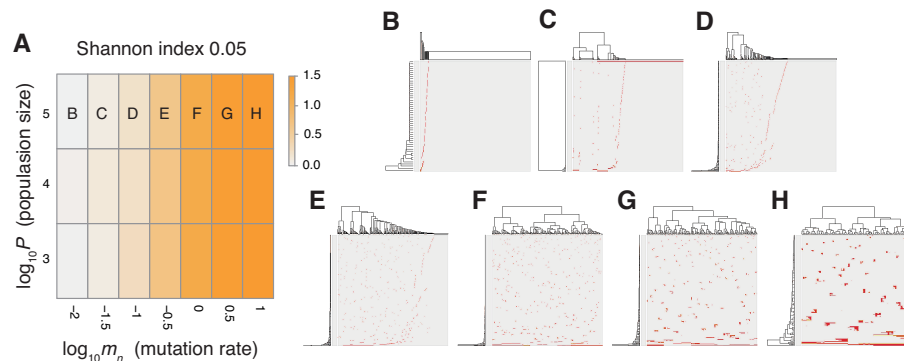 A
Shannon index 0.05
log10P (populasion size)
5
4
3
B C D E F G H
-2 -1.5 -1 -0.5 0 0.5 1
log10mn (mutation rate)
1.5
1.0
0.5
0.0
B
C
D
E
F
G
H